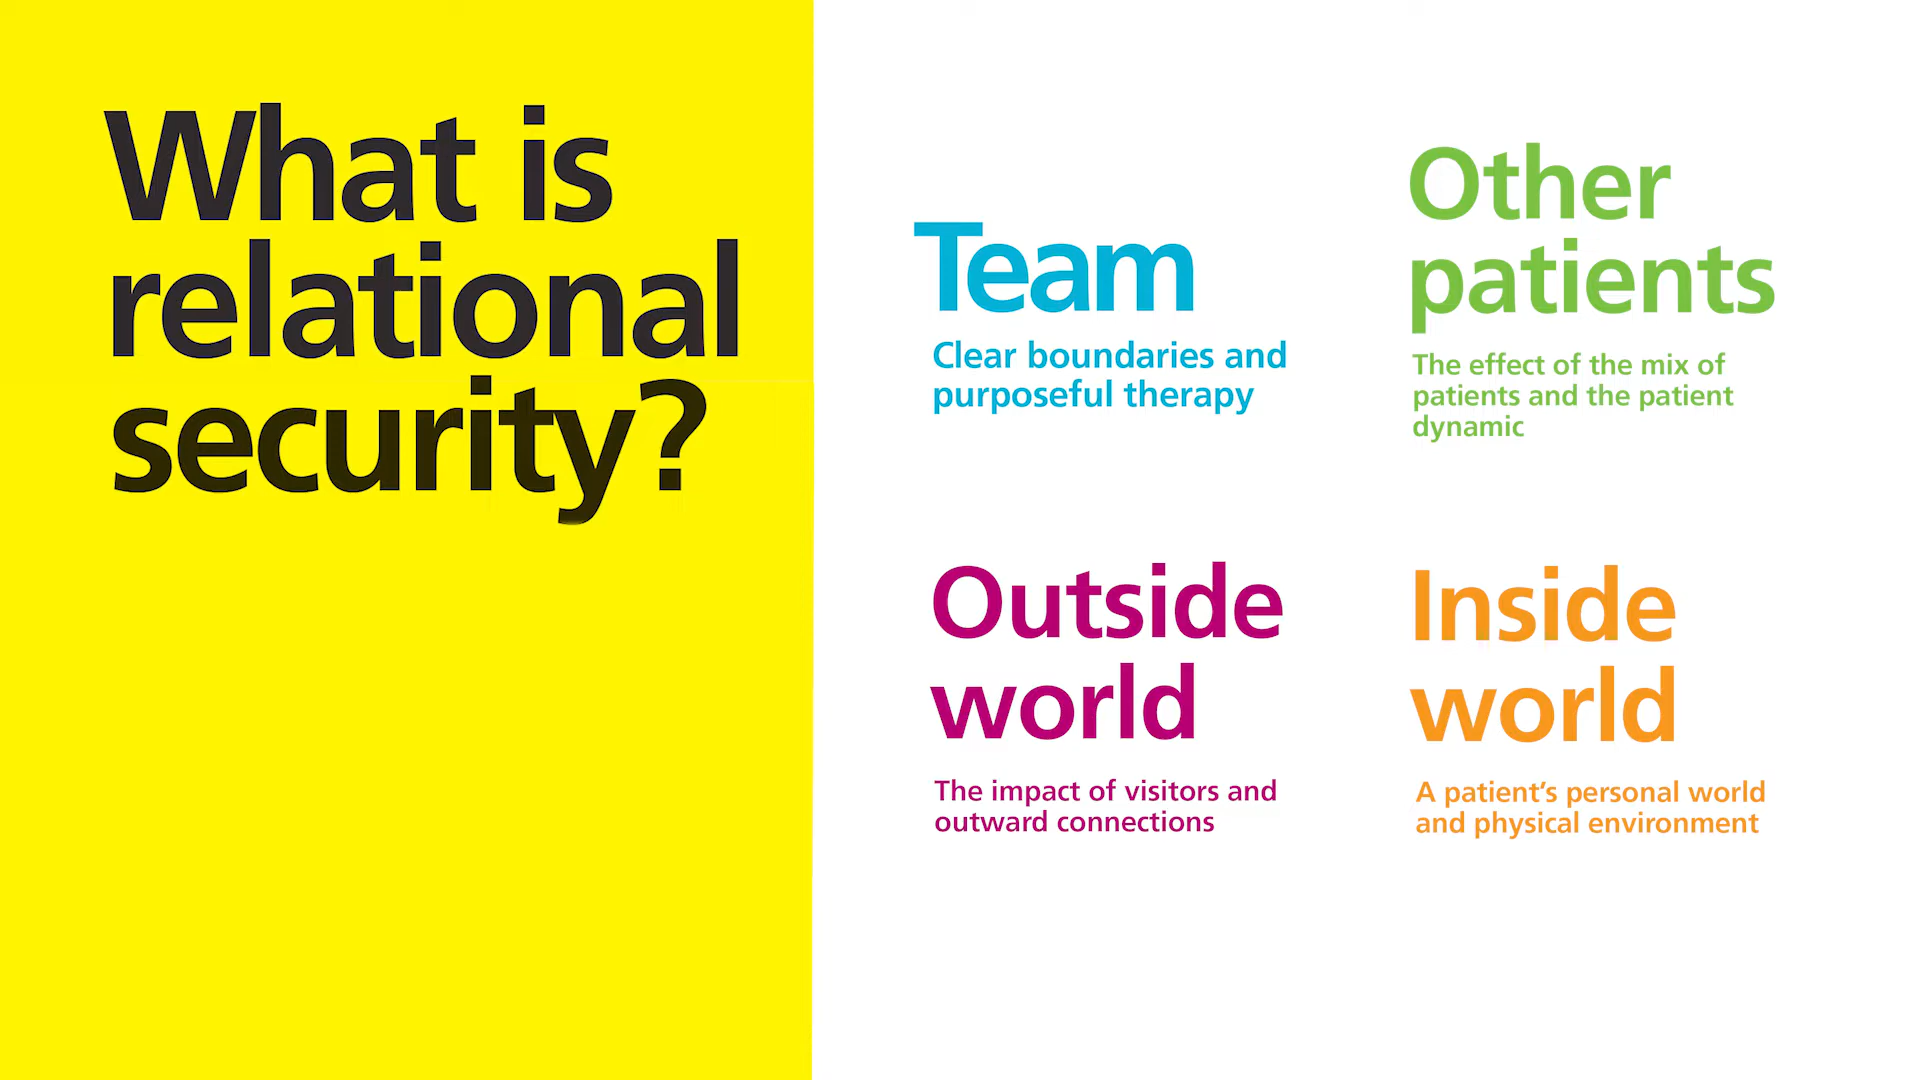 What is
relational
security?
Team
Clear boundaries and
purposeful therapy
Other
patients
The effect of the mix of
patients and the patient
dynamic
Outside
world
The impact of visitors and
outward connections
Inside
world
A patient’s personal world
and physical environment